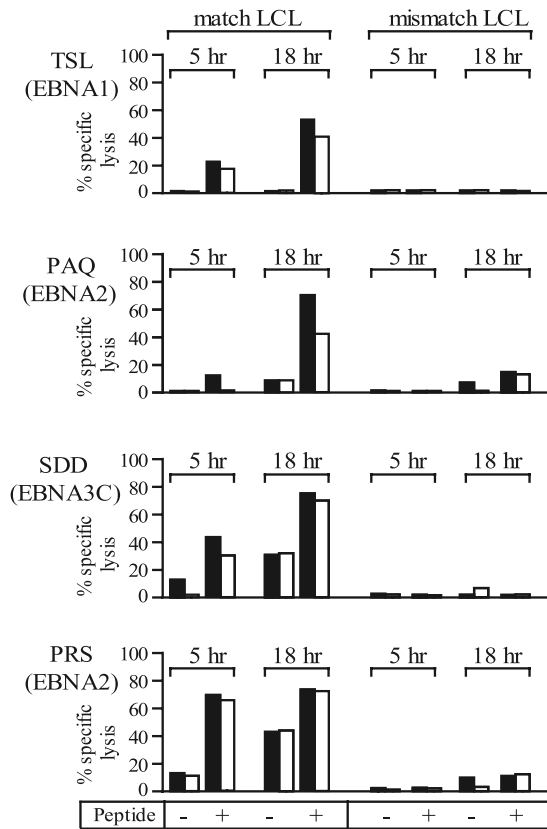 match LCL mismatch LCL
TSL
(EBNA1)
5 hr 18 hr 5 hr 18 hr
% specific
lysis
100
80
60
40
20
0
PAQ
(EBNA2)
5 hr 18 hr 5 hr 18 hr
% specific
lysis
100
80
60
40
20
0
SDD
(EBNA3C)
5 hr 18 hr 5 hr 18 hr
% specific
lysis
100
80
60
40
20
0
PRS
(EBNA2)
5 hr 18 hr 5 hr 18 hr
% specific
lysis
100
80
60
40
20
0
Peptide - + - + - + - +